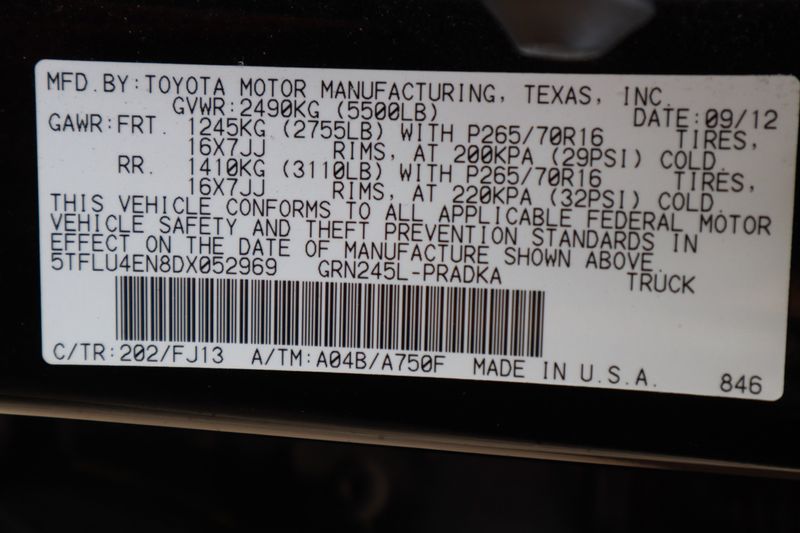 MFD. BY: TOYOTA MOTOR MANUFACTURING, TEXAS, INC.
GVWR: 2490KG (5500LB) DATE: 09/12
GAWR: FRT. 1245KG (2755LB) WITH P265/70R16 TIRES,
16X7JJ RIMS, AT 200KPA (29PSI) COLD
RR. 1410KG (3110LB) WITH P265/70R16 TIRES,
16X7JJ RIMS, AT 220KPA (32PSI) COLD
THIS VEHICLE CONFORMS TO ALL APPLICABLE FEDERAL MOTOR
VEHICLE SAFETY AND THEFT PREVENTION STANDARDS IN
EFFECT ON THE DATE OF MANUFACTURE SHOWN ABOVE.
5TFLU4EN8DX052969 GRN245L-PRADKA TRUCK
C/TR: 202/FJ13 A/TM: A04B/A750F MADE IN U.S.A. 846